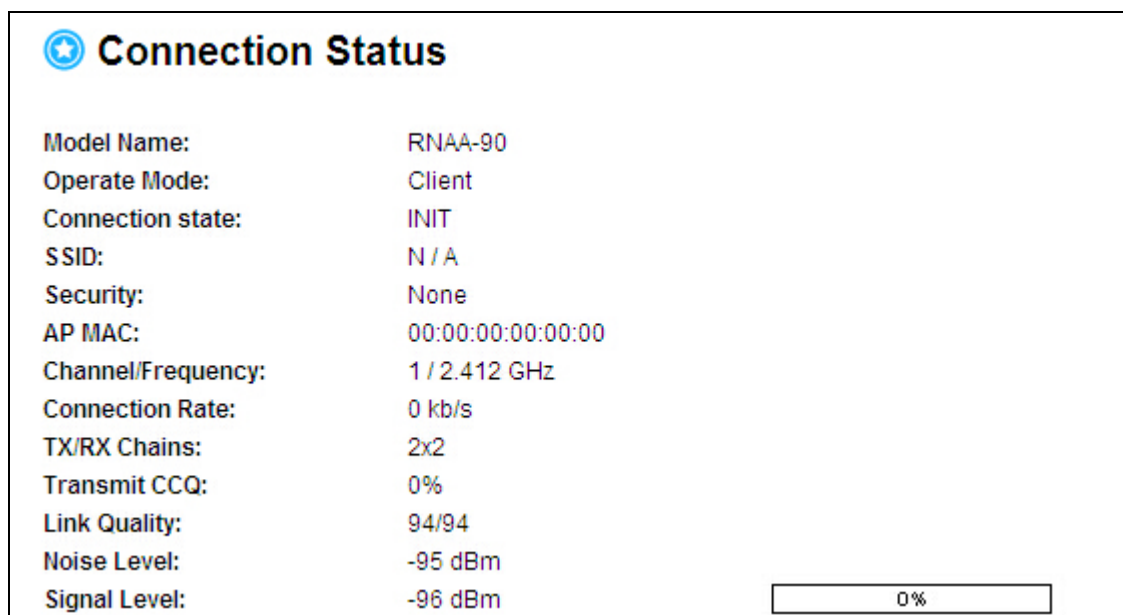 Connection Status
Model Name: RNAA-90
Operate Mode: Client
Connection state: INIT
SSID: N / A
Security: None
AP MAC: 00:00:00:00:00:00
Channel/Frequency: 1 / 2.412 GHz
Connection Rate: 0 kb/s
TX/RX Chains: 2x2
Transmit CCQ: 0%
Link Quality: 94/94
Noise Level: -95 dBm
Signal Level: -96 dBm 0%